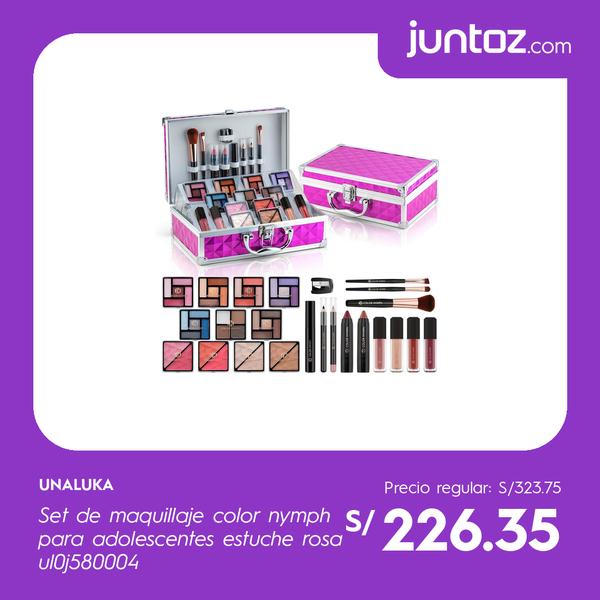 juntoz.com
UNALUKA
Set de maquillaje color nymph
para adolescentes estuche rosa
ul0j580004
Precio regular: S/323.75
S/ 226.35